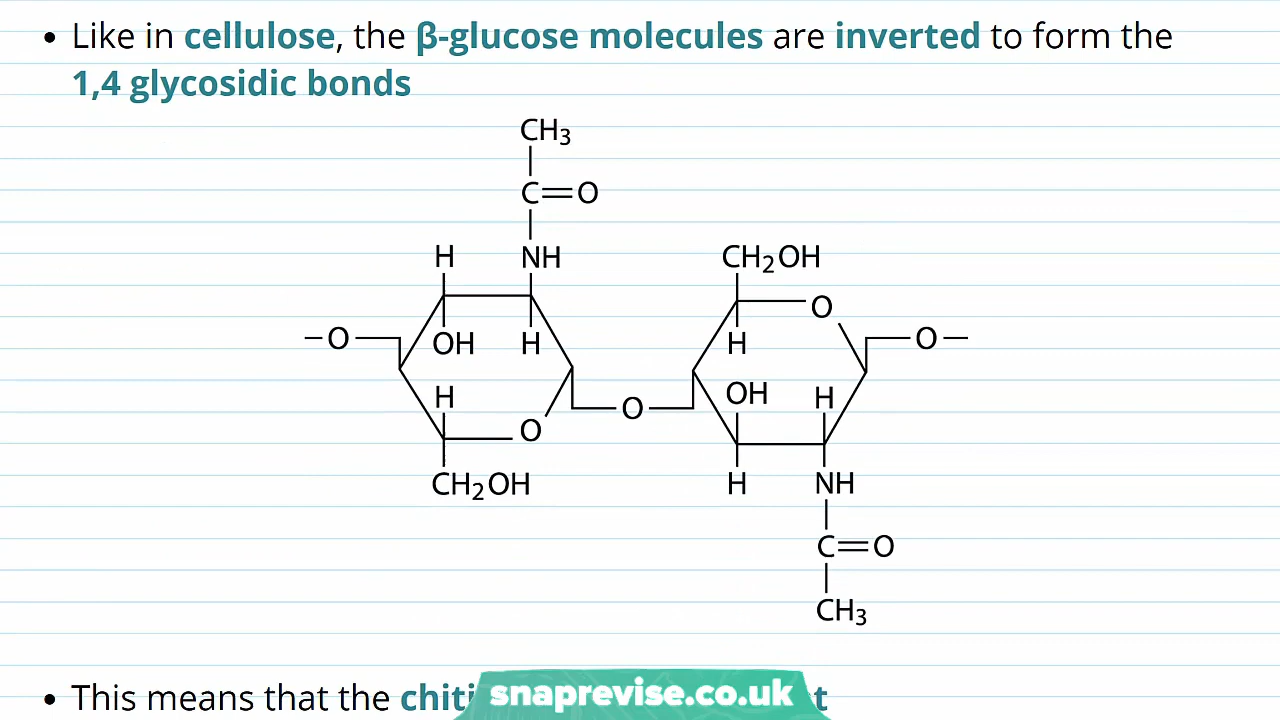 • Like in cellulose, the β-glucose molecules are inverted to form the
1,4 glycosidic bonds
CH₃
C=O
H NH CH₂OH
O
–O OH H H O–
H OH H
O
O
CH₂OH H NH
C=O
CH₃
• This means that the
snaprevise.co.uk